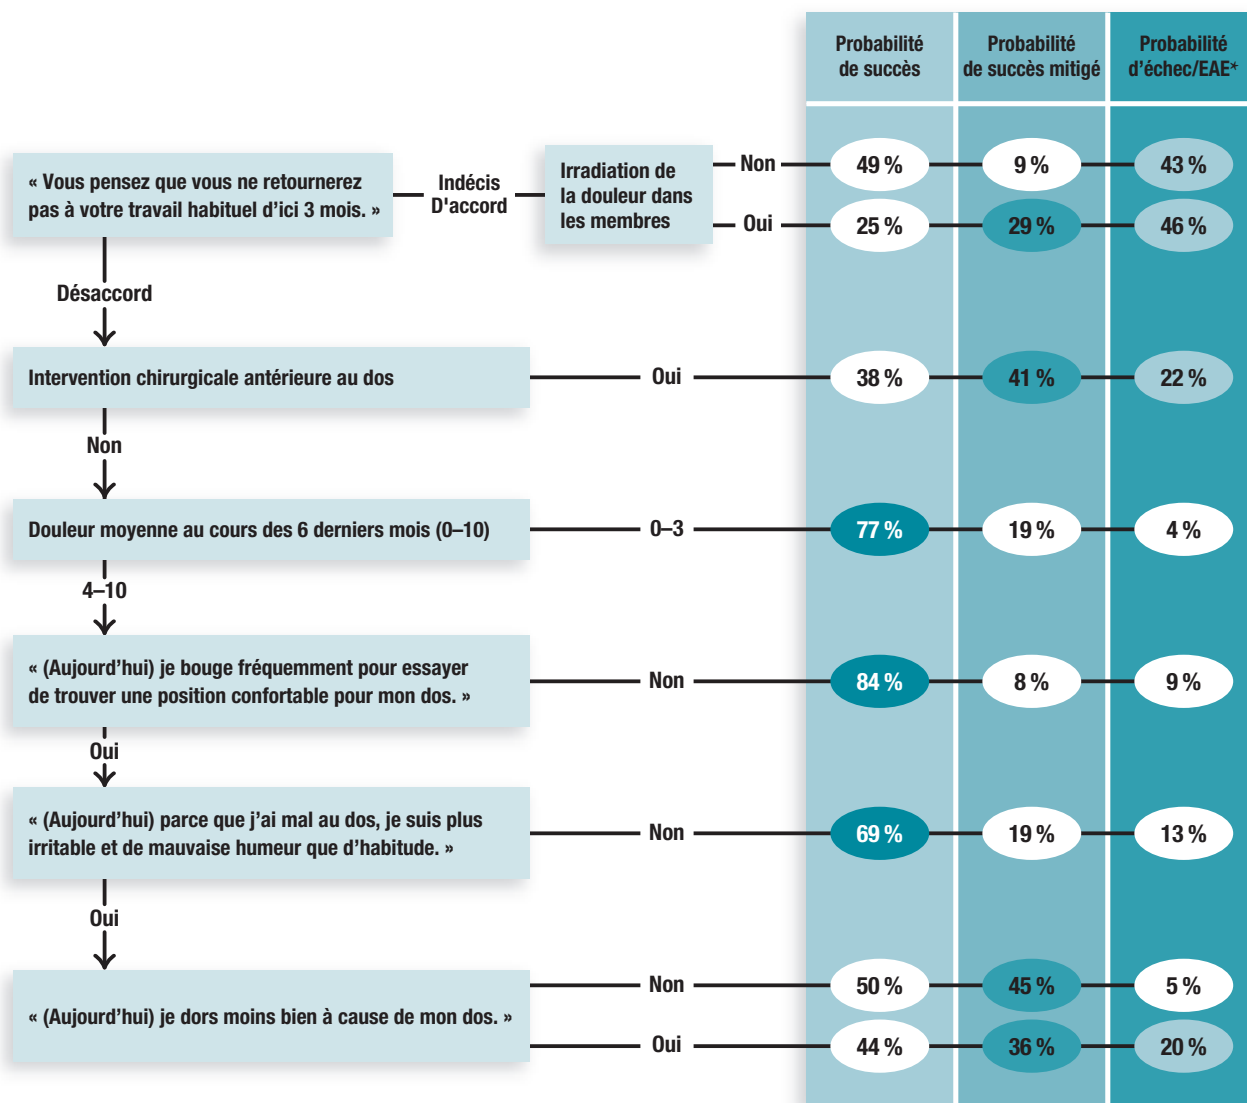 Probabilité
de succès
Probabilité
de succès mitigé
Probabilité
d'échec/EAE*
« Vous pensez que vous ne retournerez
pas à votre travail habituel d’ici 3 mois. »
Indécis
D'accord
Irradiation de
la douleur dans
les membres
Non
49 %
9 %
43 %
Oui
25 %
29 %
46 %
Désaccord
Intervention chirurgicale antérieure au dos
Oui
38 %
41 %
22 %
Non
Douleur moyenne au cours des 6 derniers mois (0–10)
0–3
77 %
19 %
4 %
4–10
« (Aujourd’hui) je bouge fréquemment pour essayer
de trouver une position confortable pour mon dos. »
Non
84 %
8 %
9 %
Oui
« (Aujourd’hui) parce que j’ai mal au dos, je suis plus
irritable et de mauvaise humeur que d’habitude. »
Non
69 %
19 %
13 %
Oui
« (Aujourd’hui) je dors moins bien à cause de mon dos. »
Non
50 %
45 %
5 %
Oui
44 %
36 %
20 %